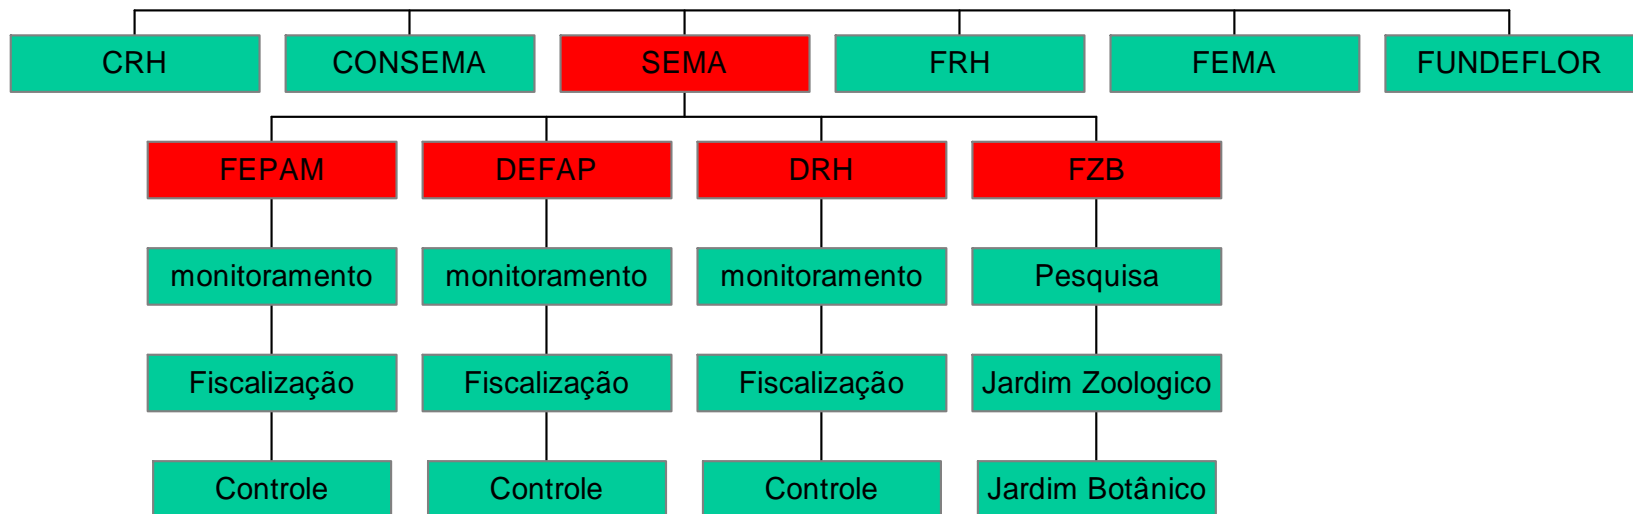 CRH
CONSEMA
SEMA
FRH
FEMA
FUNDEFLOR
FEPAM
DEFAP
DRH
FZB
monitoramento
monitoramento
monitoramento
Pesquisa
Fiscalização
Fiscalização
Fiscalização
Jardim Zoologico
Controle
Controle
Controle
Jardim Botânico